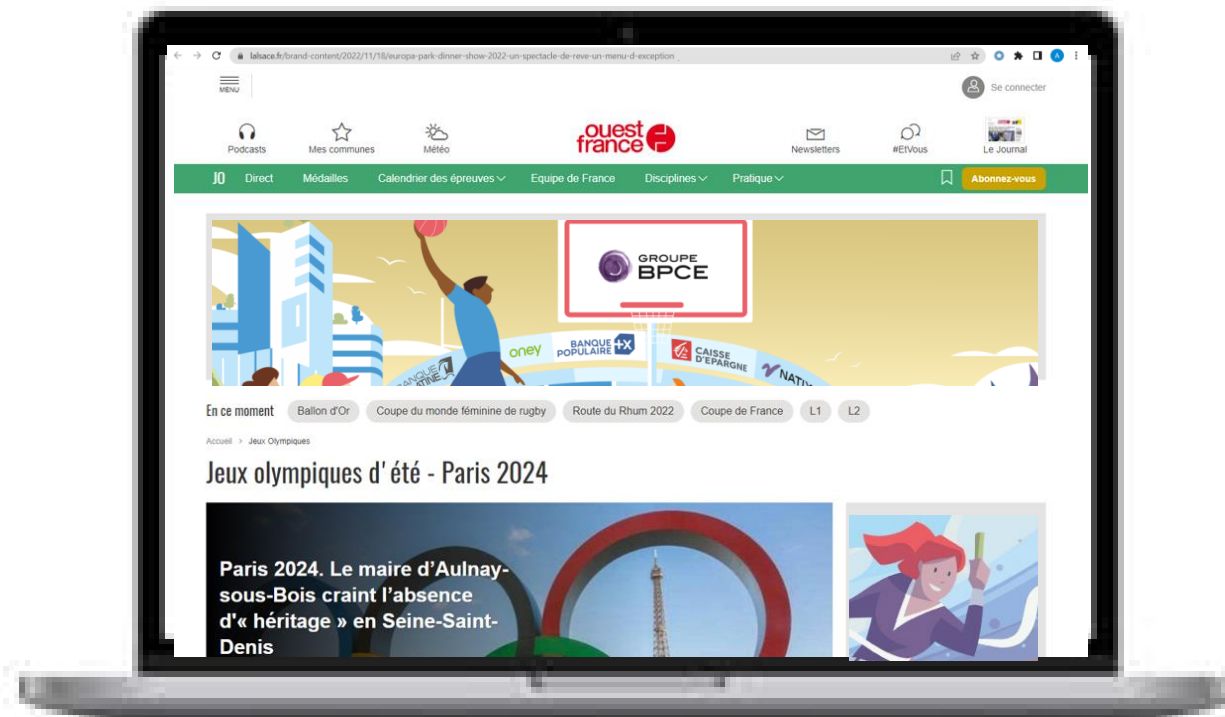 lalsace.fr/brand-content/2022/11/18/europa-park-dinner-show-2022-un-spectacle-de-reve-un-menu-d-exception
A
MENU
Se connecter
Podcasts
Mes communes
Météo
ouest
france
Newsletters
#EtVous
Le Journal
JO Direct Médailles Calendrier des épreuves Equipe de France Disciplines Pratique Abonnez-vous
GROUPE
BPCE
oney
BANQUE
POPULAIRE
CAISSE
D'EPARGNE
NATIX
En ce moment Ballon d'Or Coupe du monde féminine de rugby Route du Rhum 2022 Coupe de France L1 L2
Accueil > Jeux Olympiques
Jeux olympiques d'été - Paris 2024
Paris 2024. Le maire d'Aulnay-
sous-Bois craint l'absence
d'« héritage » en Seine-Saint-
Denis